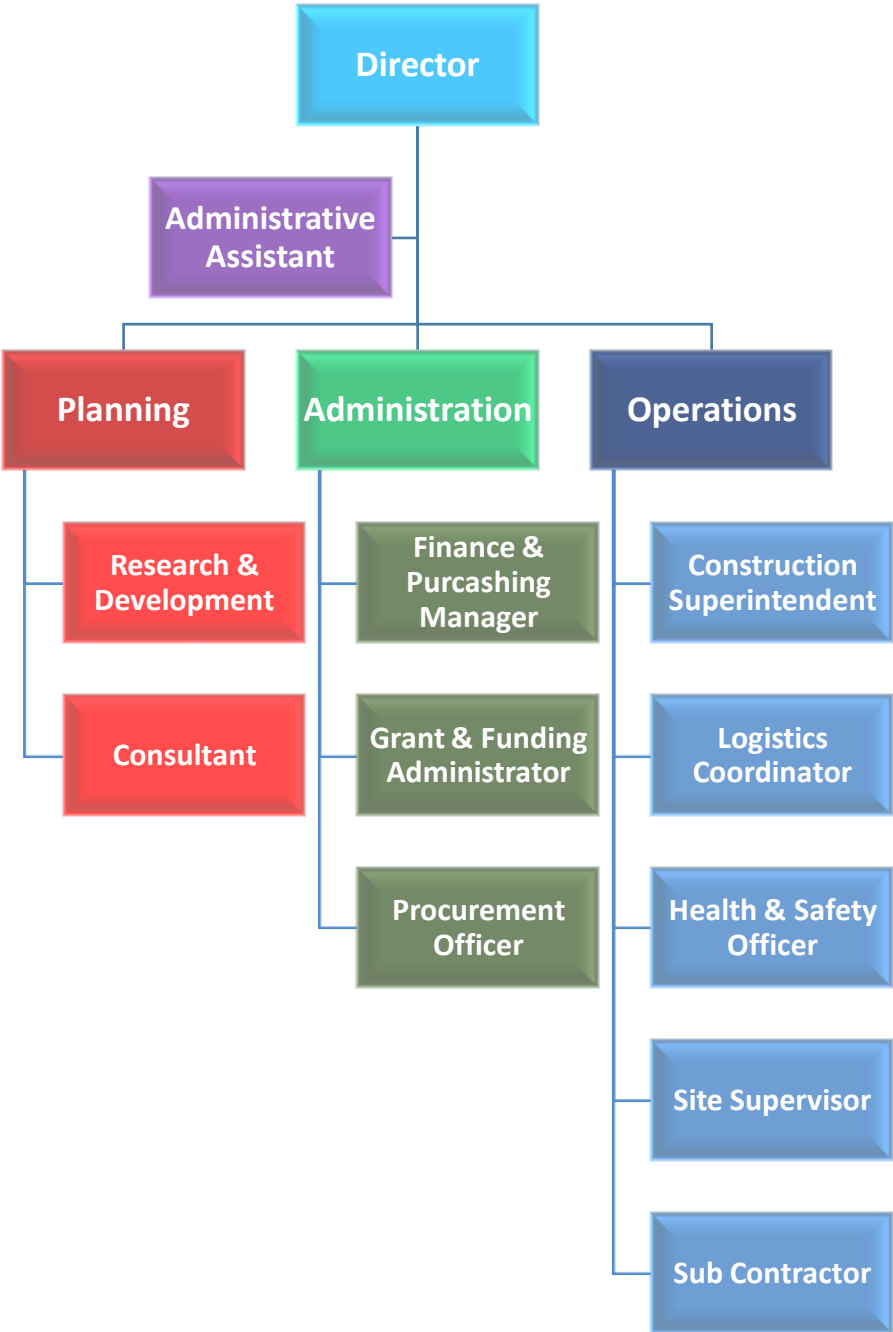 Director
Administrative
Assistant
Planning
Administration
Operations
Research &
Development
Consultant
Finance &
Purcashing
Manager
Grant & Funding
Administrator
Procurement
Officer
Construction
Superintendent
Logistics
Coordinator
Health & Safety
Officer
Site Supervisor
Sub Contractor